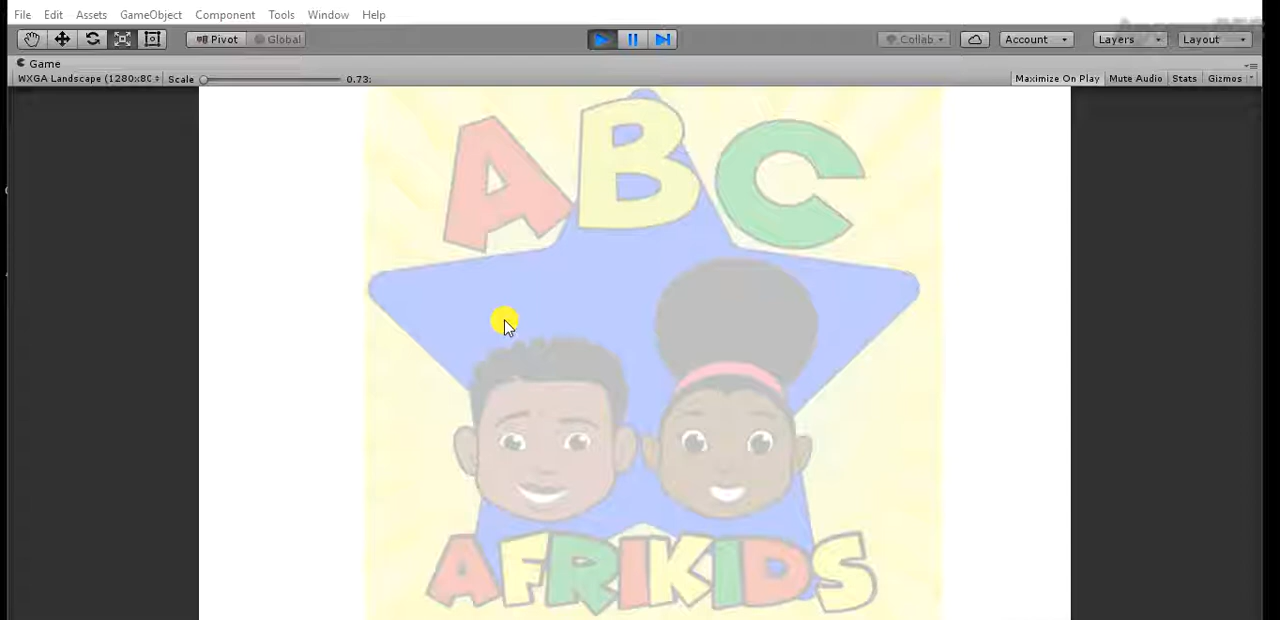 File Edit Assets GameObject Component Tools Window Help
Pivot Global Collab Account Layers Layout
Game
WXGA Landscape (1280x8C Scale 0.73: Maximize On Play Mute Audio Stats Gizmos
ABC
AFRIKIDS